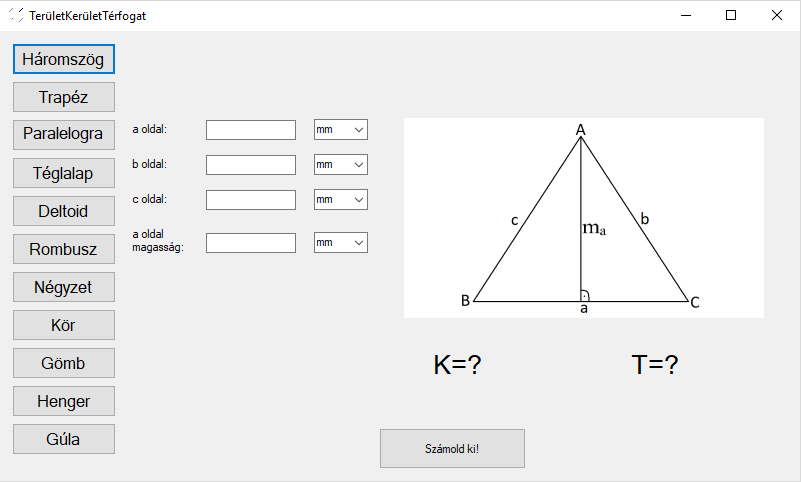 TerületKerületTérfogat
Háromszög
Trapéz
Paralelogra
Téglalap
Deltoid
Rombusz
Négyzet
Kör
Gömb
Henger
Gúla
a oldal:
mm
b oldal:
mm
c oldal:
mm
a oldal
magasság:
mm
A
c
b
mₐ
B
C
a
K=?
T=?
Számold ki!